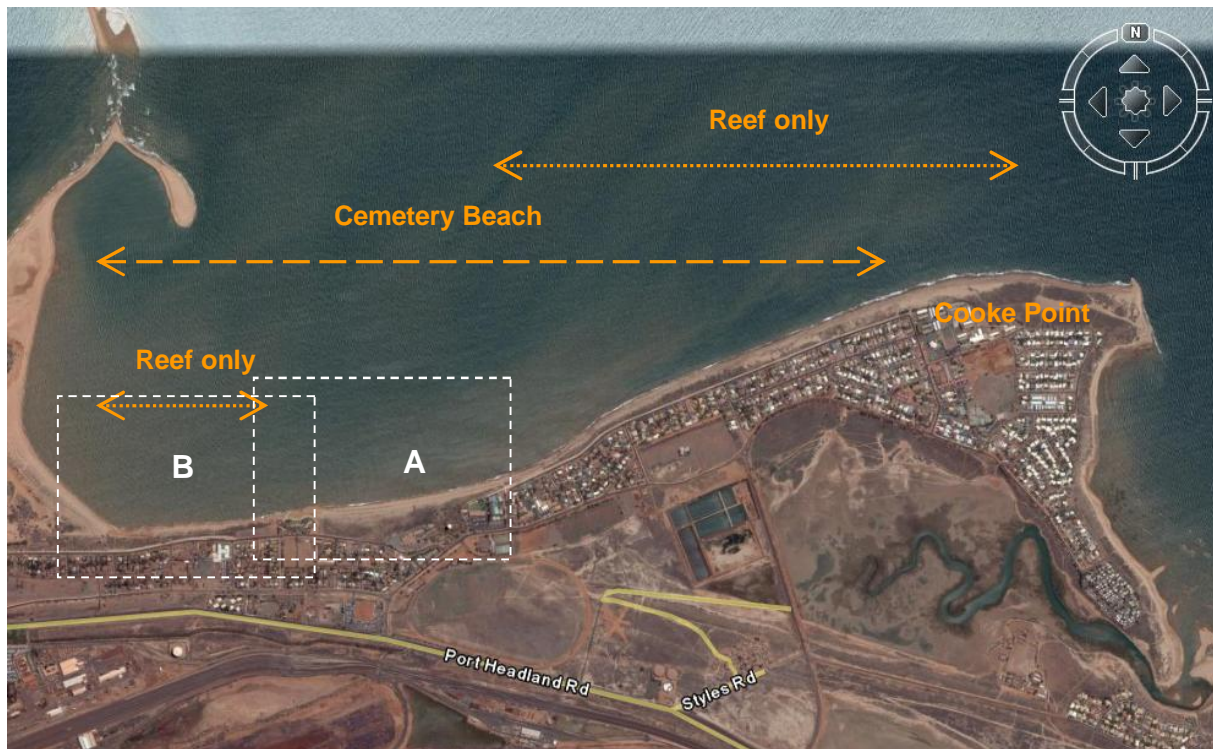 N
Reef only
Cemetery Beach
Cooke Point
Reef only
A
B
Port Headland Rd
Styles Rd